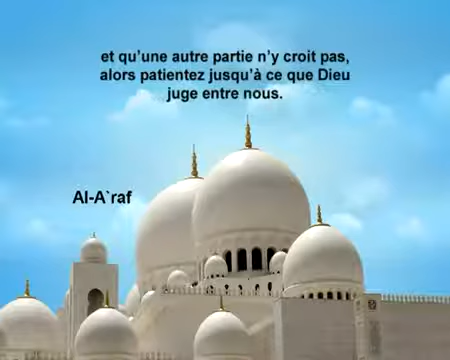 et qu'une autre partie n'y croit pas,
alors patientez jusqu'à ce que Dieu
juge entre nous.
Al-A`raf